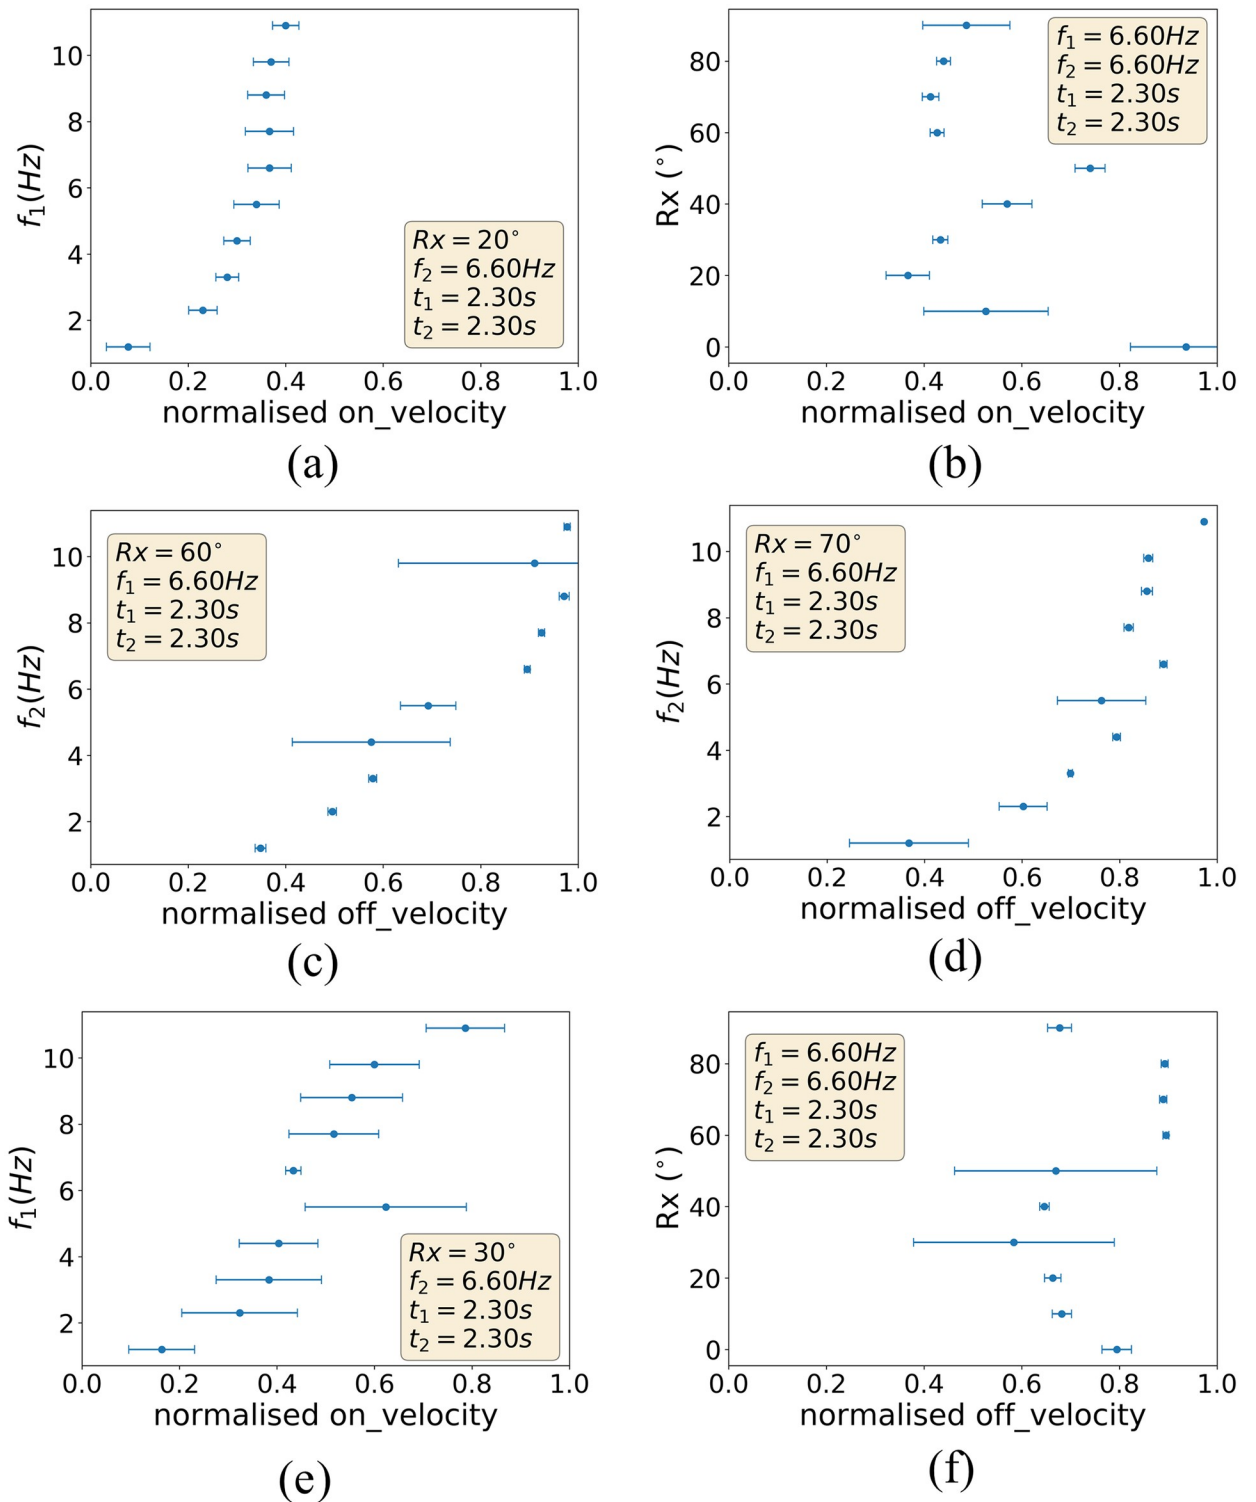 10
8
6
4
2
f₁(Hz)
Rx = 20°
f₂ = 6.60Hz
t₁ = 2.30s
t₂ = 2.30s
0.0 0.2 0.4 0.6 0.8 1.0
normalised on_velocity
(a)
80
60
40
20
0
Rx (°)
f₁ = 6.60Hz
f₂ = 6.60Hz
t₁ = 2.30s
t₂ = 2.30s
0.0 0.2 0.4 0.6 0.8 1.0
normalised on_velocity
(b)
10
8
6
4
2
f₂(Hz)
Rx = 60°
f₁ = 6.60Hz
t₁ = 2.30s
t₂ = 2.30s
0.0 0.2 0.4 0.6 0.8 1.0
normalised off_velocity
(c)
10
8
6
4
2
f₂(Hz)
Rx = 70°
f₁ = 6.60Hz
t₁ = 2.30s
t₂ = 2.30s
0.0 0.2 0.4 0.6 0.8 1.0
normalised off_velocity
(d)
10
8
6
4
2
f₁(Hz)
Rx = 30°
f₂ = 6.60Hz
t₁ = 2.30s
t₂ = 2.30s
0.0 0.2 0.4 0.6 0.8 1.0
normalised on_velocity
(e)
80
60
40
20
0
Rx (°)
f₁ = 6.60Hz
f₂ = 6.60Hz
t₁ = 2.30s
t₂ = 2.30s
0.0 0.2 0.4 0.6 0.8 1.0
normalised off_velocity
(f)